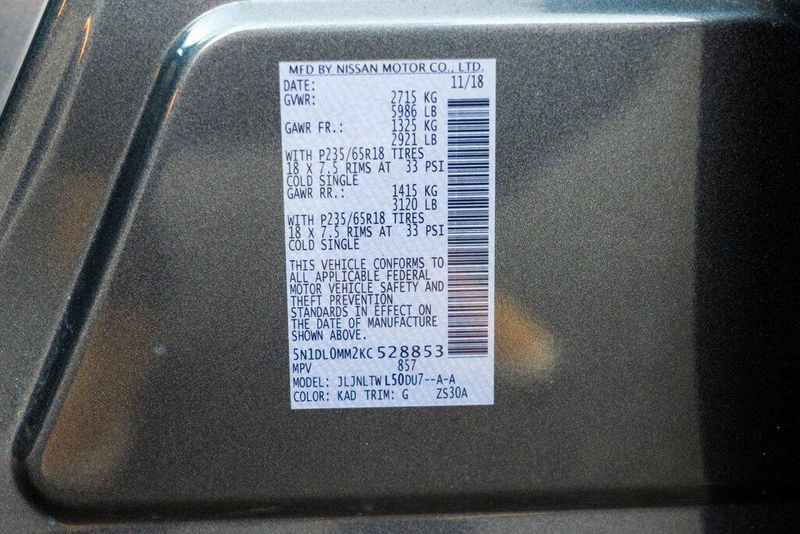 MFD BY NISSAN MOTOR CO., LTD.
DATE: 11/18
GVWR: 2715 KG
5986 LB
GAWR FR.: 1325 KG
2921 LB
WITH P235/65R18 TIRES
18 X 7.5 RIMS AT 33 PSI
COLD SINGLE
GAWR RR.: 1415 KG
3120 LB
WITH P235/65R18 TIRES
18 X 7.5 RIMS AT 33 PSI
COLD SINGLE
THIS VEHICLE CONFORMS TO
ALL APPLICABLE FEDERAL
MOTOR VEHICLE SAFETY AND
THEFT PREVENTION
STANDARDS IN EFFECT ON
THE DATE OF MANUFACTURE
SHOWN ABOVE.
5N1DL0MM2KC 528853
MPV 857
MODEL: JLJNLTW L50DU7--A-A
COLOR: KAD TRIM: G ZS30A